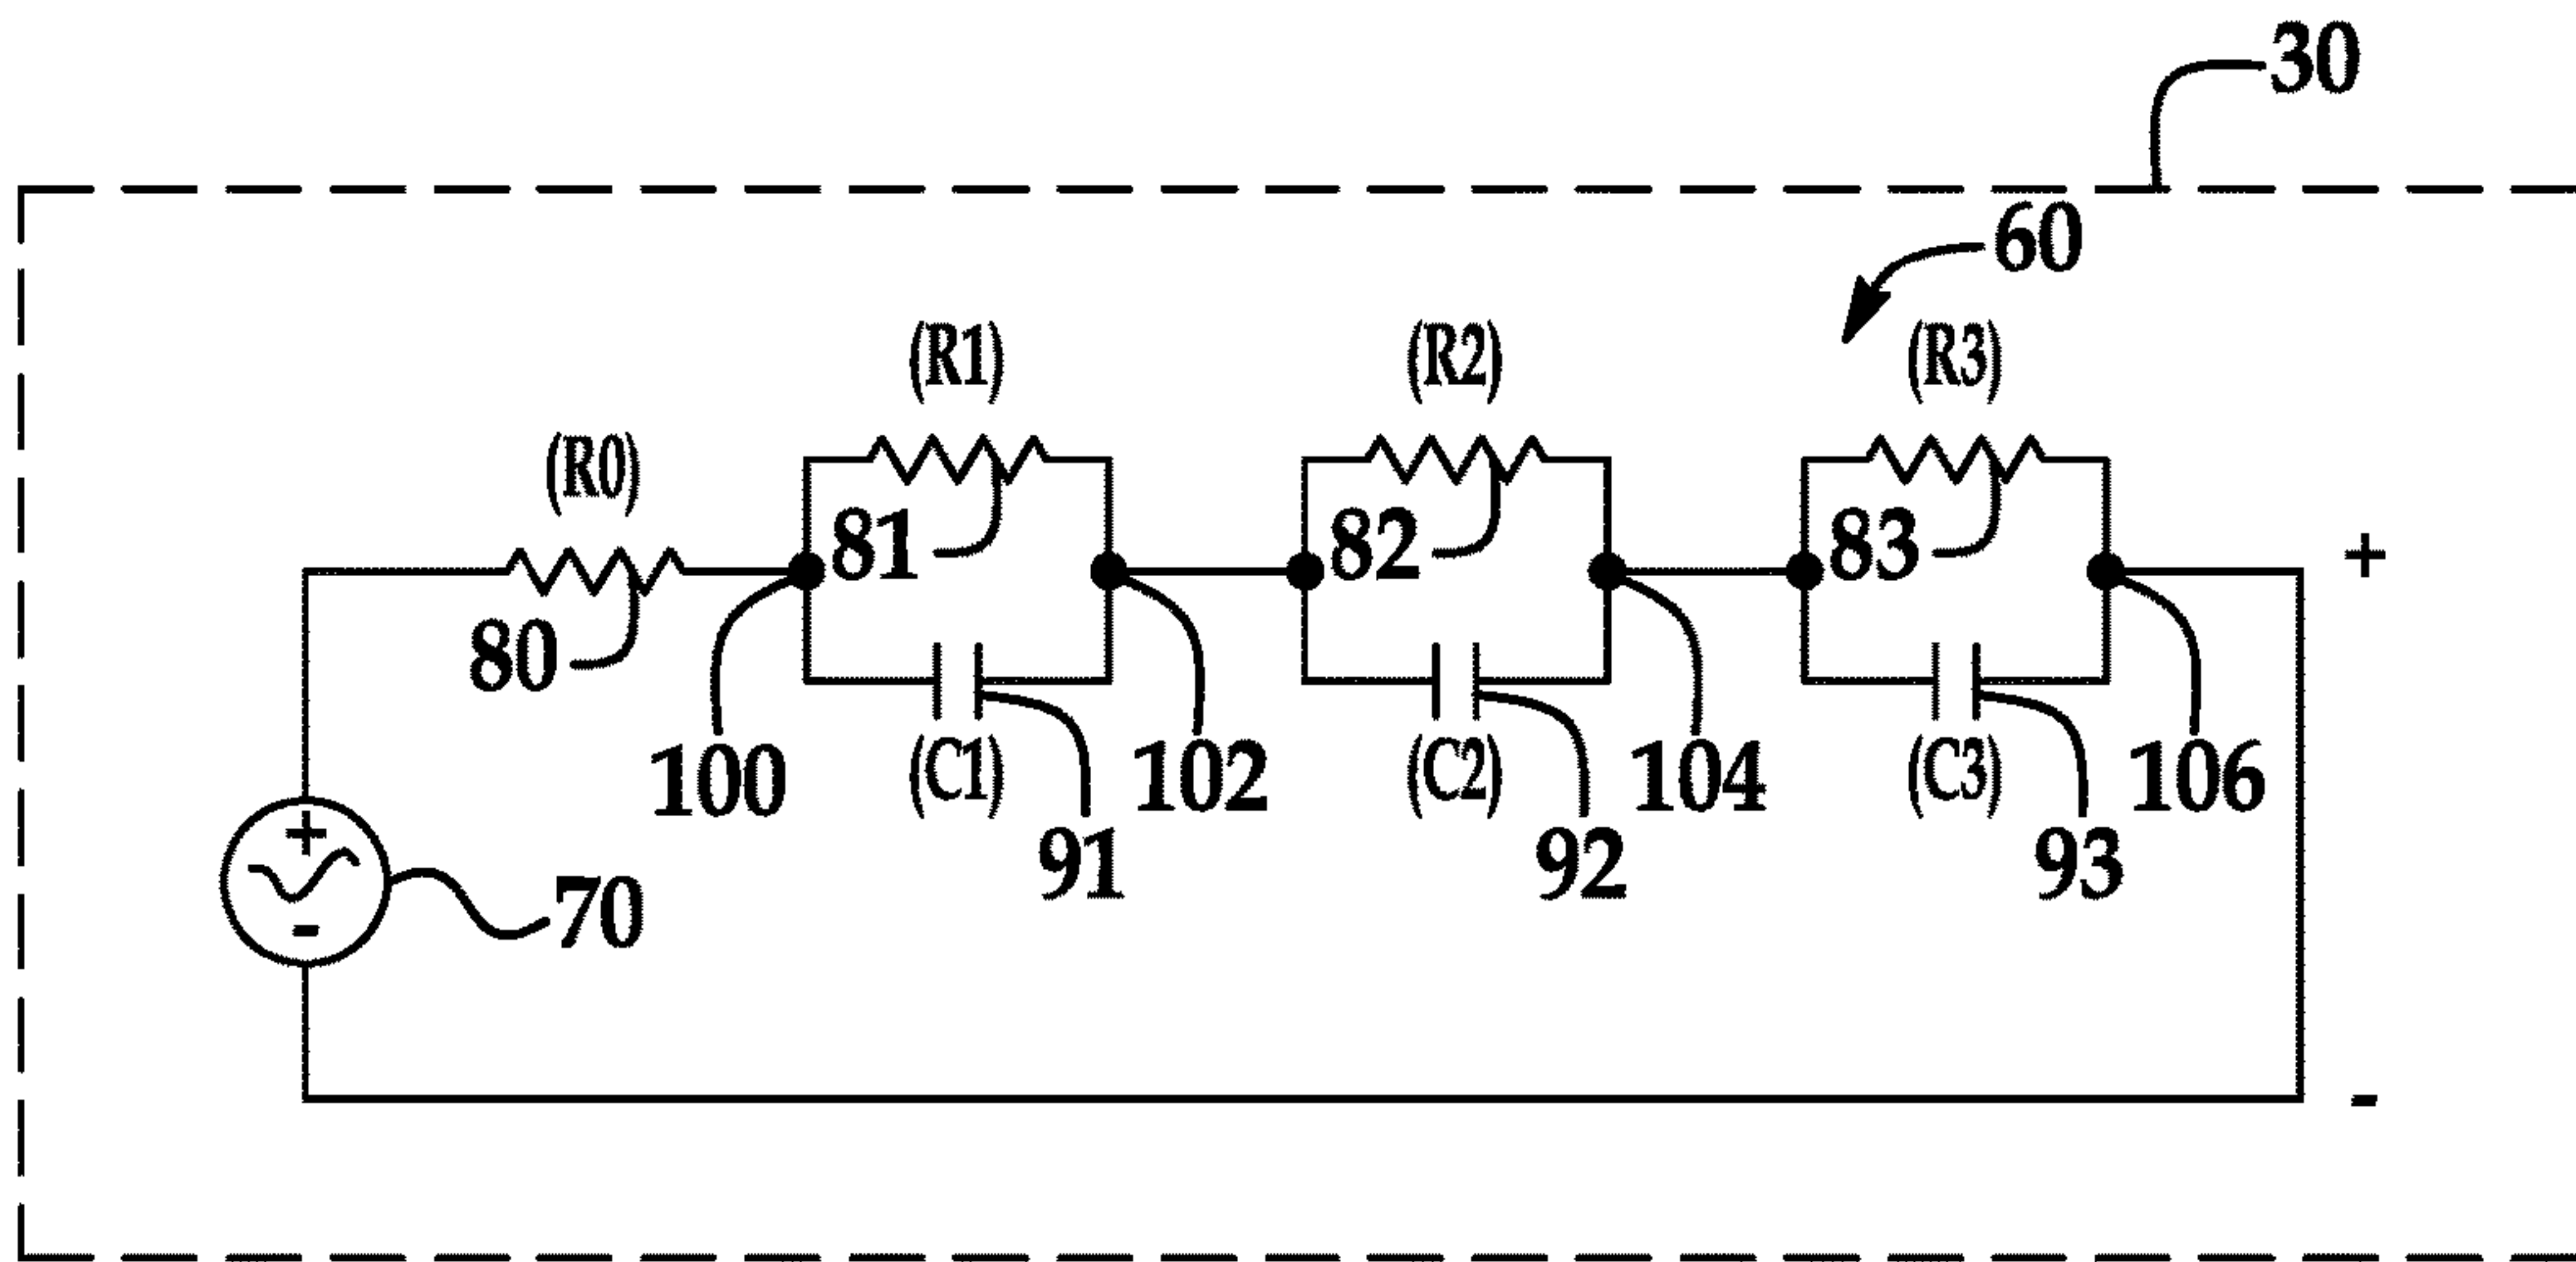 30
60
(R1)
(R2)
(R3)
(R0)
81
82
83
+
80
100
(C1)
102
(C2)
104
(C3)
106
91
92
93
+
-
70
-